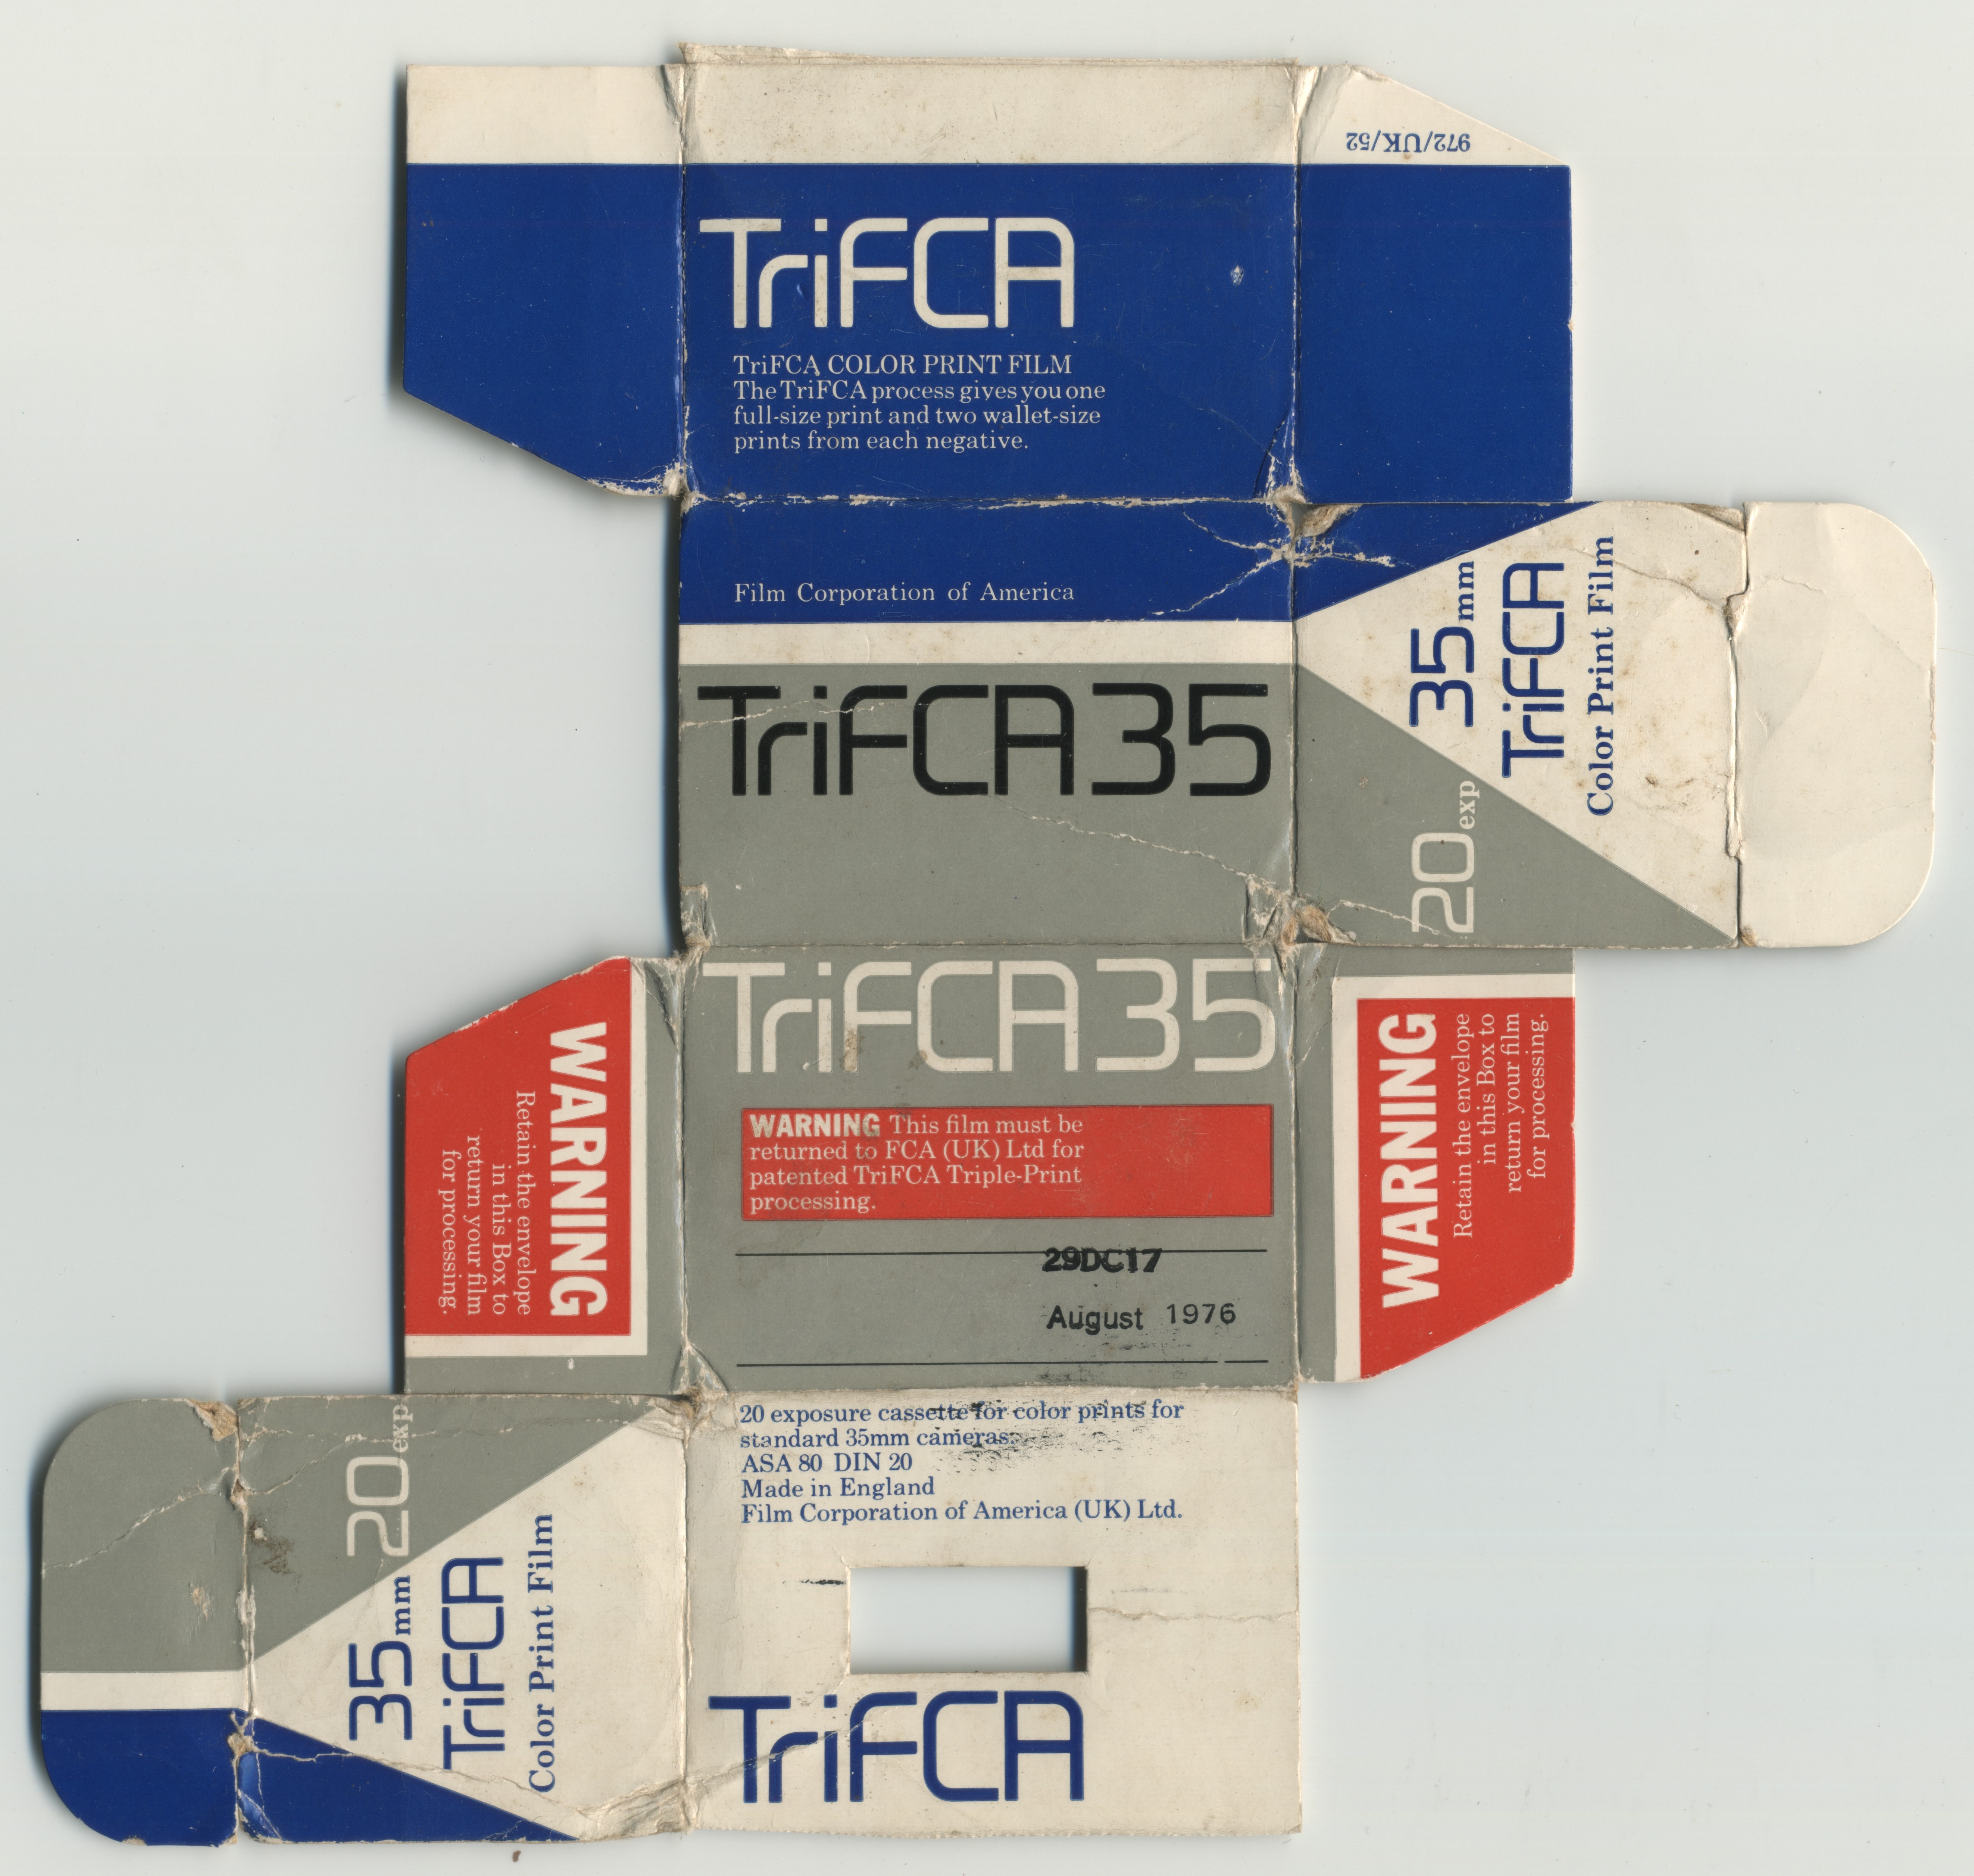 972/UK/52
TriFCA
TriFCA COLOR PRINT FILM
The TriFCA process gives you one
full-size print and two wallet-size
prints from each negative.
Film Corporation of America
TriFCA 35
20 exp 35mm
TriFCA
Color Print Film
TriFCA 35
WARNING This film must be
returned to FCA (UK) Ltd for
patented TriFCA Triple-Print
processing.
29DC17
August 1976
WARNING
Retain the envelope
in this Box to
return your film
for processing.
WARNING
Retain the envelope
in this Box to
return your film
for processing.
35mm 20 exp
TriFCA
Color Print Film
20 exposure cassette for color prints for
standard 35mm cameras.
ASA 80 DIN 20
Made in England
Film Corporation of America (UK) Ltd.
TriFCA